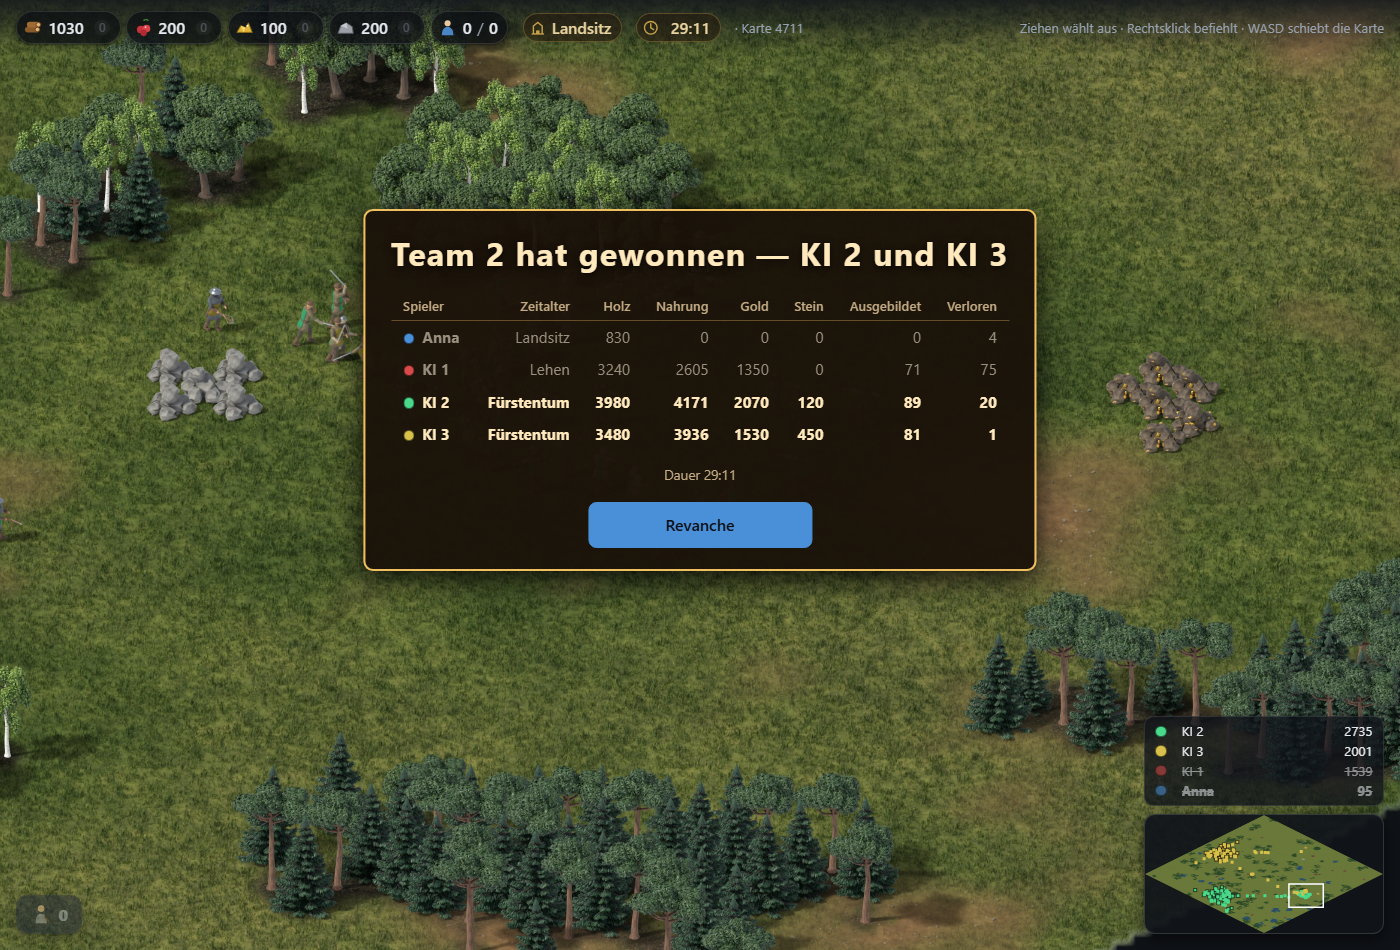 1030 0 200 0 100 0 200 0 0 / 0 Landsitz 29:11 · Karte 4711 Ziehen wählt aus · Rechtsklick befiehlt · WASD schiebt die Karte
Team 2 hat gewonnen — KI 2 und KI 3
Spieler Zeitalter Holz Nahrung Gold Stein Ausgebildet Verloren
Anna Landsitz 830 0 0 0 0 4
KI 1 Lehen 3240 2605 1350 0 71 75
KI 2 Fürstentum 3980 4171 2070 120 89 20
KI 3 Fürstentum 3480 3936 1530 450 81 1
Dauer 29:11
Revanche
KI 2 2735
KI 3 2001
KI 1 1539
Anna 95
0